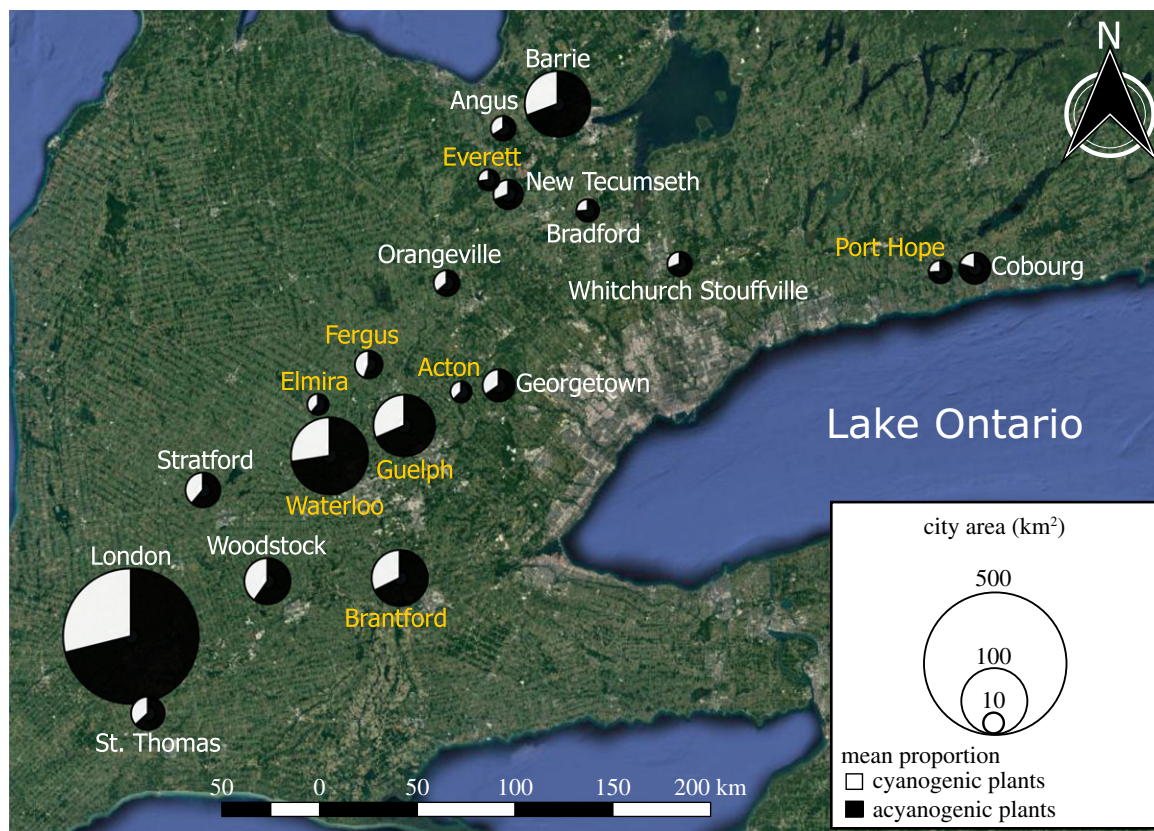 N
Barrie
Angus
Everett
New Tecumseth
Bradford
Orangeville
Port Hope
Cobourg
Whitchurch Stouffville
Fergus
Acton
Elmira
Georgetown
Lake Ontario
Stratford
Guelph
Waterloo
London
Woodstock
Brantford
St. Thomas
50 0 50 100 150 200 km
city area (km²)
500
100
10
mean proportion
cyanogenic plants
acyanogenic plants